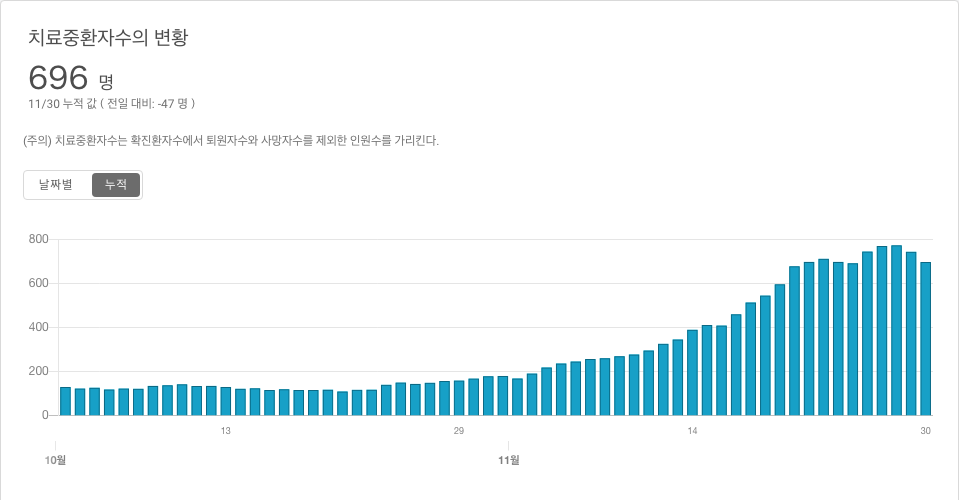 치료중환자수의 변황
696 명
11/30 누적 값 ( 전일 대비: -47 명 )
(주의) 치료중환자수는 확진환자수에서 퇴원자수와 사망자수를 제외한 인원수를 가리킨다.
날짜별 누적
800
600
400
200
0
13 29 14 30
10월 11월